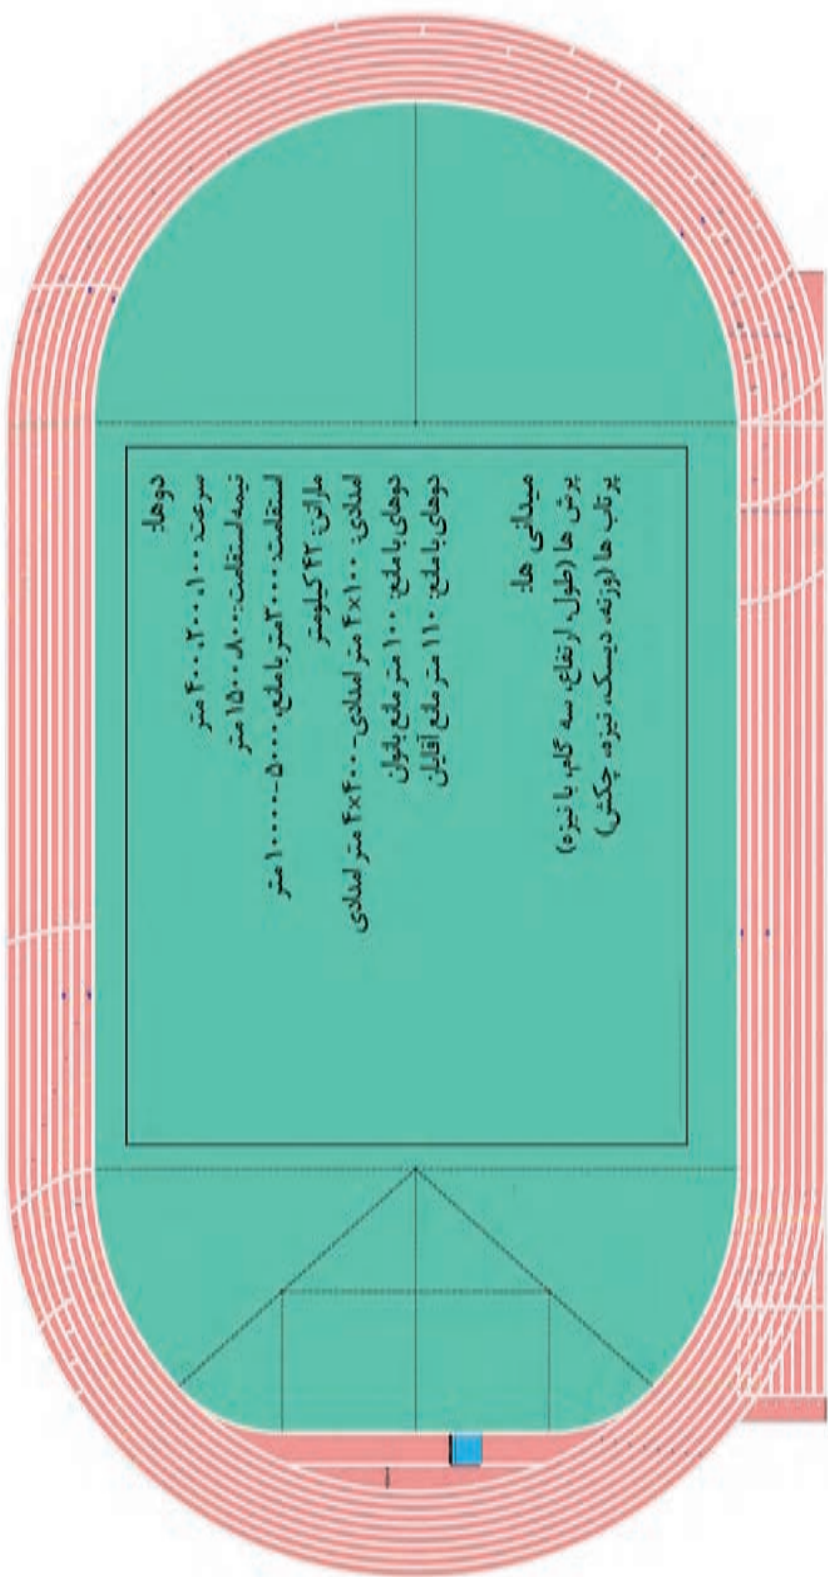 دوها:
سرعت: ۱۰۰، ۲۰۰، ۴۰۰ متر
نیمه استقامت: ۸۰۰، ۱۵۰۰ متر
استقامت: ۳۰۰۰ متر با مانع، ۵۰۰۰-۱۰۰۰۰ متر
ماراتن: ۴۲ کیلومتر
امدادی: ۴×۱۰۰ متر امدادی-۴×۴۰۰ متر امدادی
دوهای با مانع: ۱۰۰ متر مانع بانوان
دوهای با مانع: ۱۱۰ متر مانع آقایان
میدانی ها:
پرش ها (طول، ارتفاع، سه گام، با نیزه)
پرتاب ها (وزنه، دیسک، نیزه، چکش)